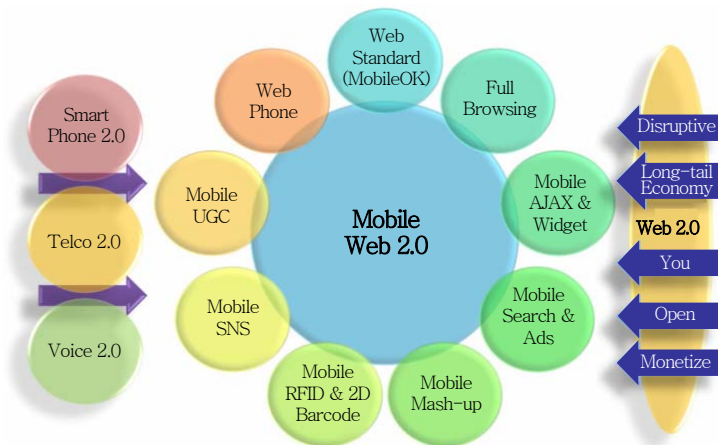 Smart
Phone 2.0
Telco 2.0
Voice 2.0
Web
Standard
(MobileOK)
Full
Browsing
Mobile
AJAX &
Widget
Mobile
Search &
Ads
Mobile
Mash-up
Mobile
RFID & 2D
Barcode
Mobile
SNS
Mobile
UGC
Web
Phone
Mobile
Web 2.0
Disruptive
Long-tail
Economy
Web 2.0
You
Open
Monetize